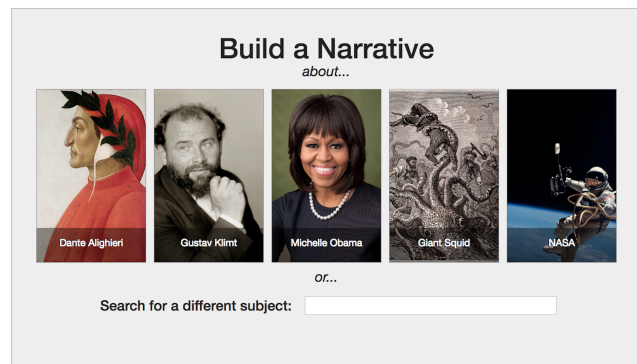 Build a Narrative
about...
Dante Alighieri
Gustav Klimt
Michelle Obama
Giant Squid
NASA
or...
Search for a different subject: